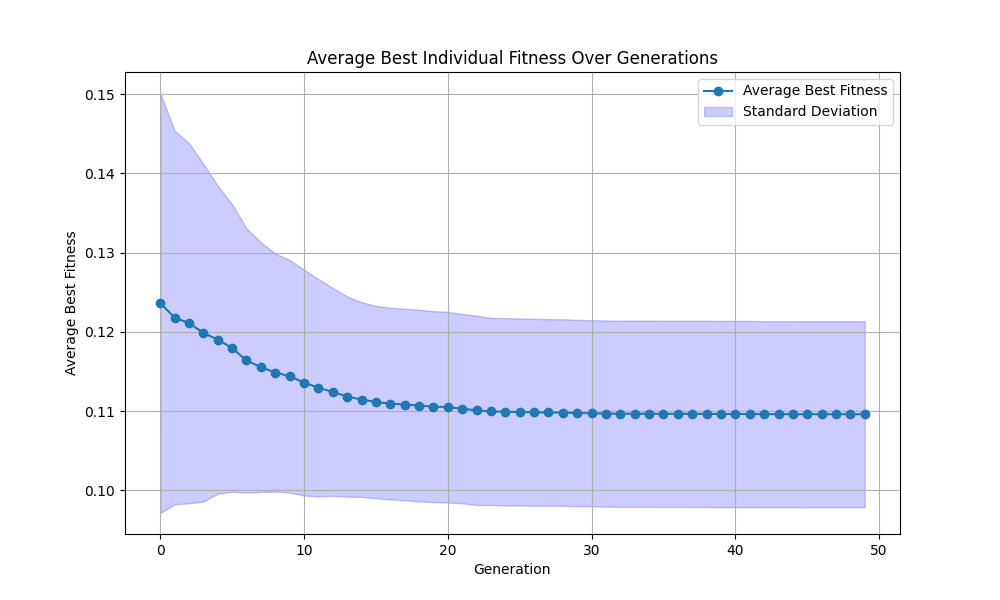 Average Best Individual Fitness Over Generations
Average Best Fitness
Standard Deviation
Average Best Fitness
0.15
0.14
0.13
0.12
0.11
0.10
0 10 20 30 40 50
Generation